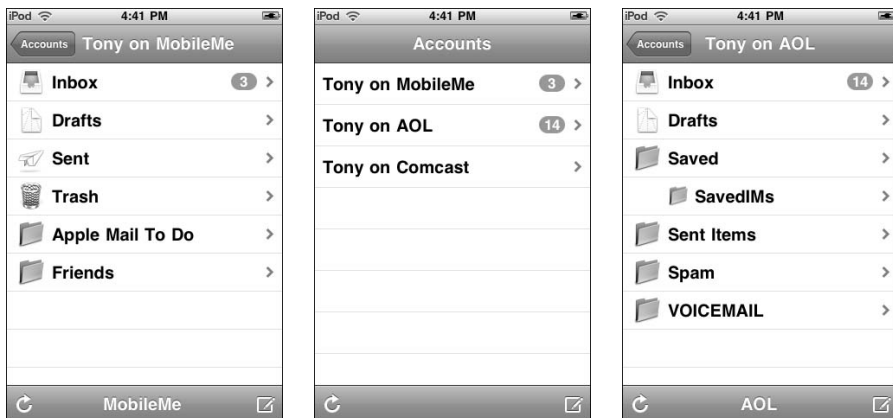 iPod 4:41 PM
Accounts Tony on MobileMe
Inbox 3
Drafts
Sent
Trash
Apple Mail To Do
Friends
MobileMe
iPod 4:41 PM
Accounts
Tony on MobileMe 3
Tony on AOL 14
Tony on Comcast
iPod 4:41 PM
Accounts Tony on AOL
Inbox 14
Drafts
Saved
SavedIMs
Sent Items
Spam
VOICEMAIL
AOL